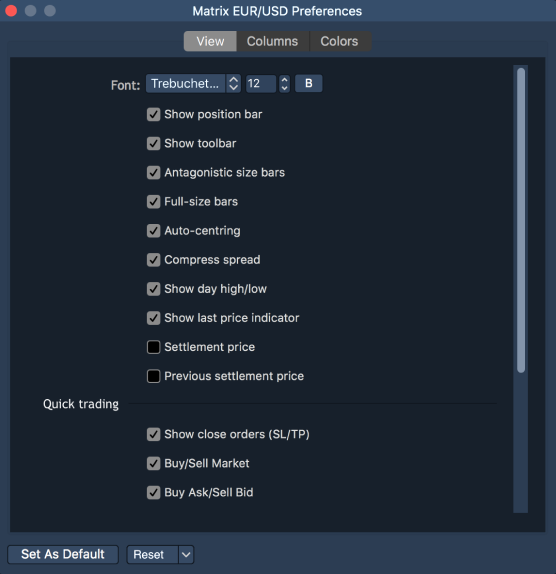 Matrix EUR/USD Preferences
View Columns Colors
Font: Trebuchet... 12 B
Show position bar
Show toolbar
Antagonistic size bars
Full-size bars
Auto-centring
Compress spread
Show day high/low
Show last price indicator
Settlement price
Previous settlement price
Quick trading
Show close orders (SL/TP)
Buy/Sell Market
Buy Ask/Sell Bid
Set As Default Reset